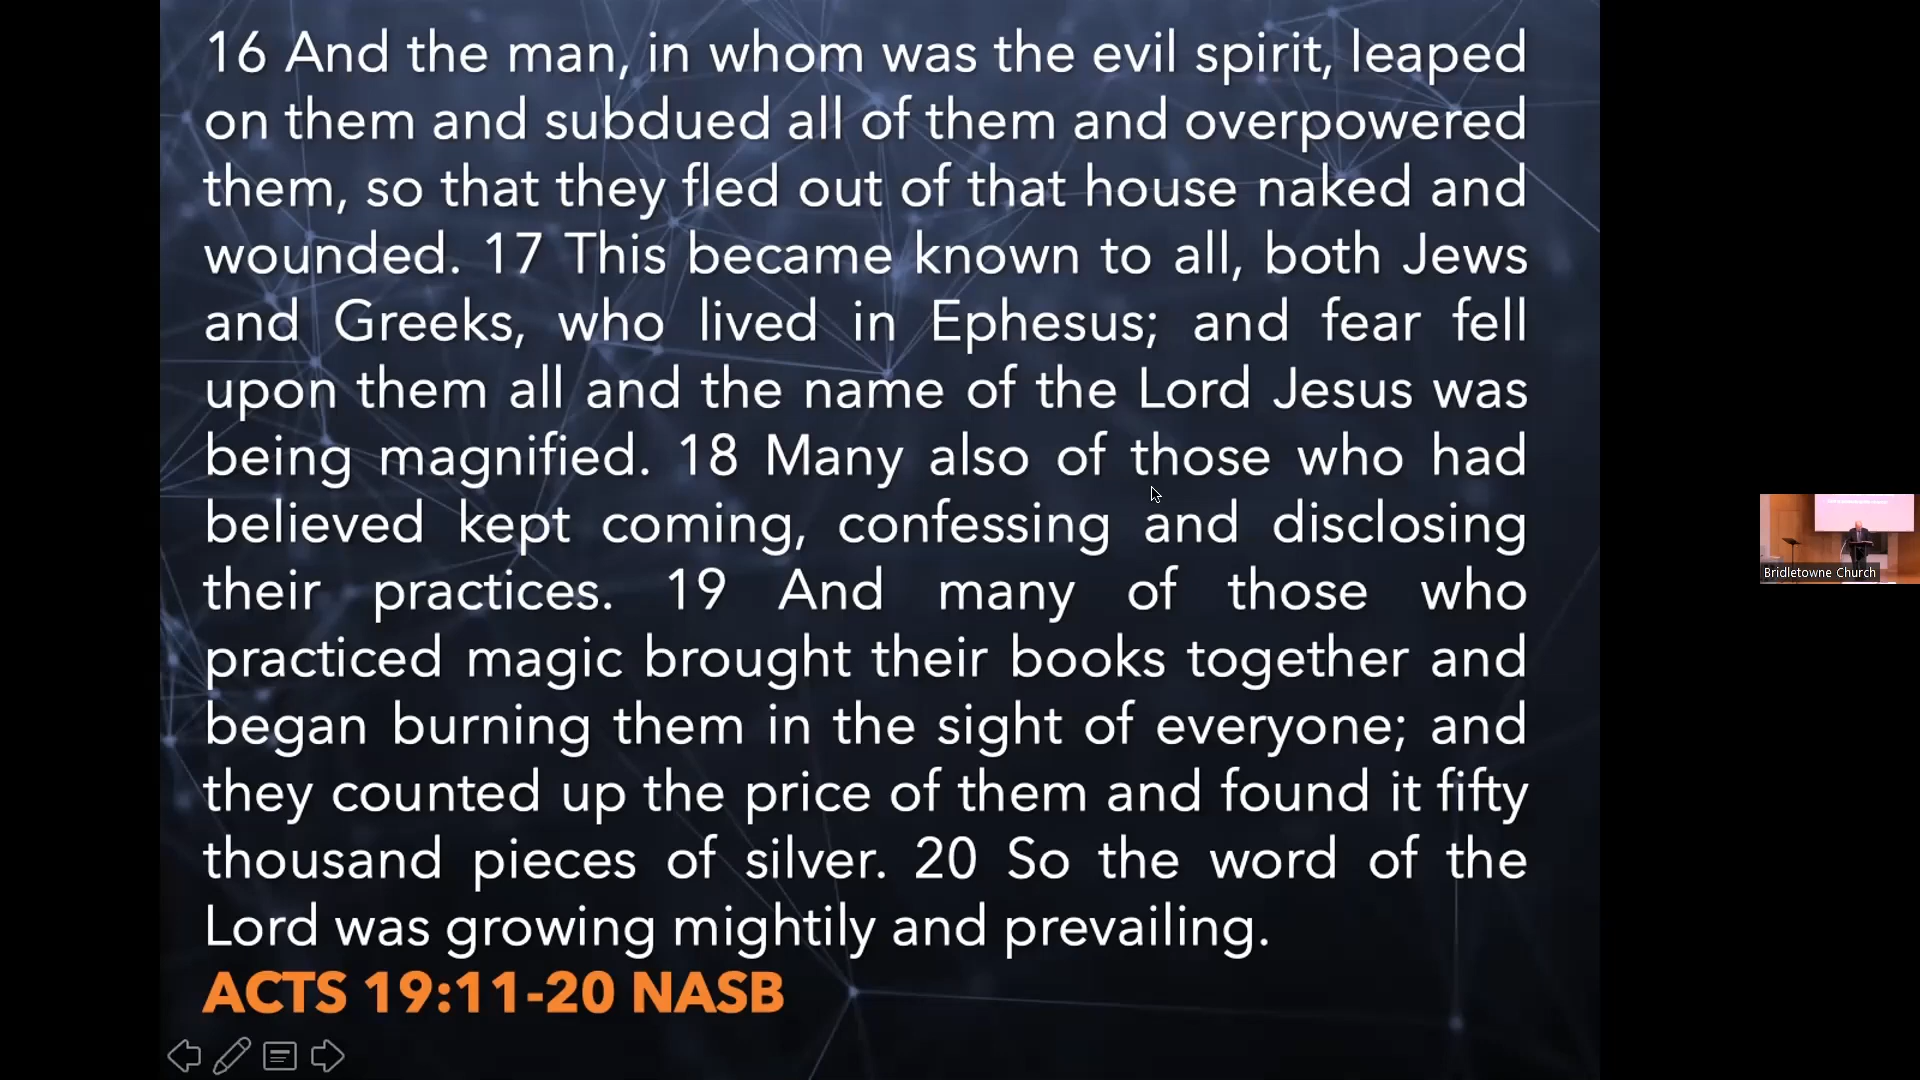 16 And the man, in whom was the evil spirit, leaped
on them and subdued all of them and overpowered
them, so that they fled out of that house naked and
wounded. 17 This became known to all, both Jews
and Greeks, who lived in Ephesus; and fear fell
upon them all and the name of the Lord Jesus was
being magnified. 18 Many also of those who had
believed kept coming, confessing and disclosing
their practices. 19 And many of those who
practiced magic brought their books together and
began burning them in the sight of everyone; and
they counted up the price of them and found it fifty
thousand pieces of silver. 20 So the word of the
Lord was growing mightily and prevailing.
ACTS 19:11-20 NASB
Bridletowne Church